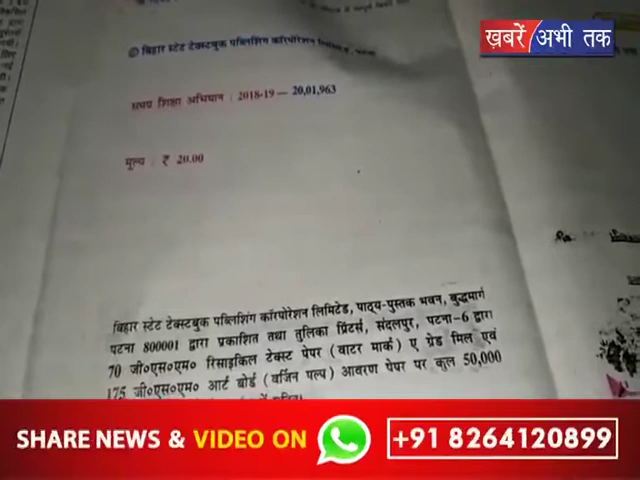 ख़बरें अभी तक
© बिहार स्टेट टेक्स्टबुक पब्लिशिंग कॉरपोरेशन लिमिटेड,
समग्र शिक्षा अभियान : 2018-19 — 20,01,963
मूल्य : ₹ 20.00
बिहार स्टेट टेक्स्टबुक पब्लिशिंग कॉरपोरेशन लिमिटेड, पाठ्य-पुस्तक भवन, बुद्धमार्ग
पटना 800001 द्वारा प्रकाशित तथा तुलिका प्रिंटर्स, संदलपुर, पटना-6 द्वारा
70 जी०एस०एम० रिसाइकिल टेक्स्ट पेपर (वाटर मार्क) ए ग्रेड मिल एवं
175 जी०एस०एम० आर्ट बोर्ड (वर्जिन पल्प) आवरण पेपर पर कुल 50,000
SHARE NEWS & VIDEO ON +91 8264120899